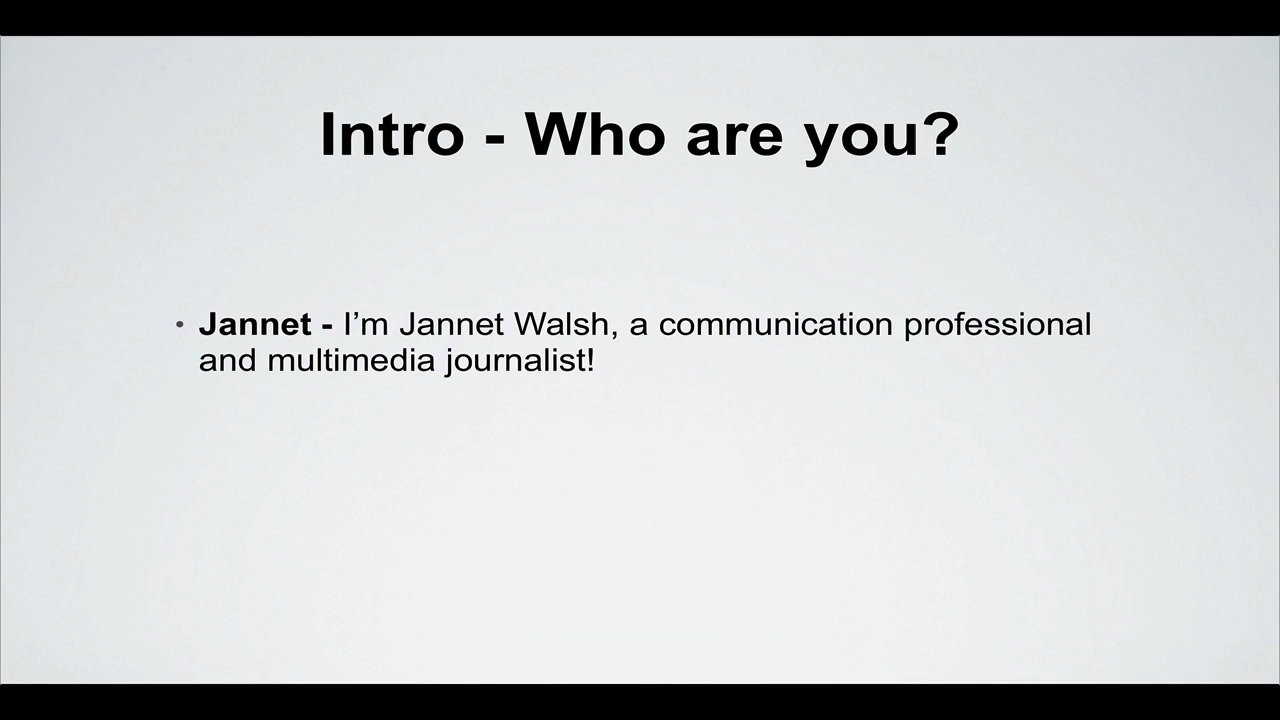 Intro - Who are you?
• Jannet - I’m Jannet Walsh, a communication professional
and multimedia journalist!